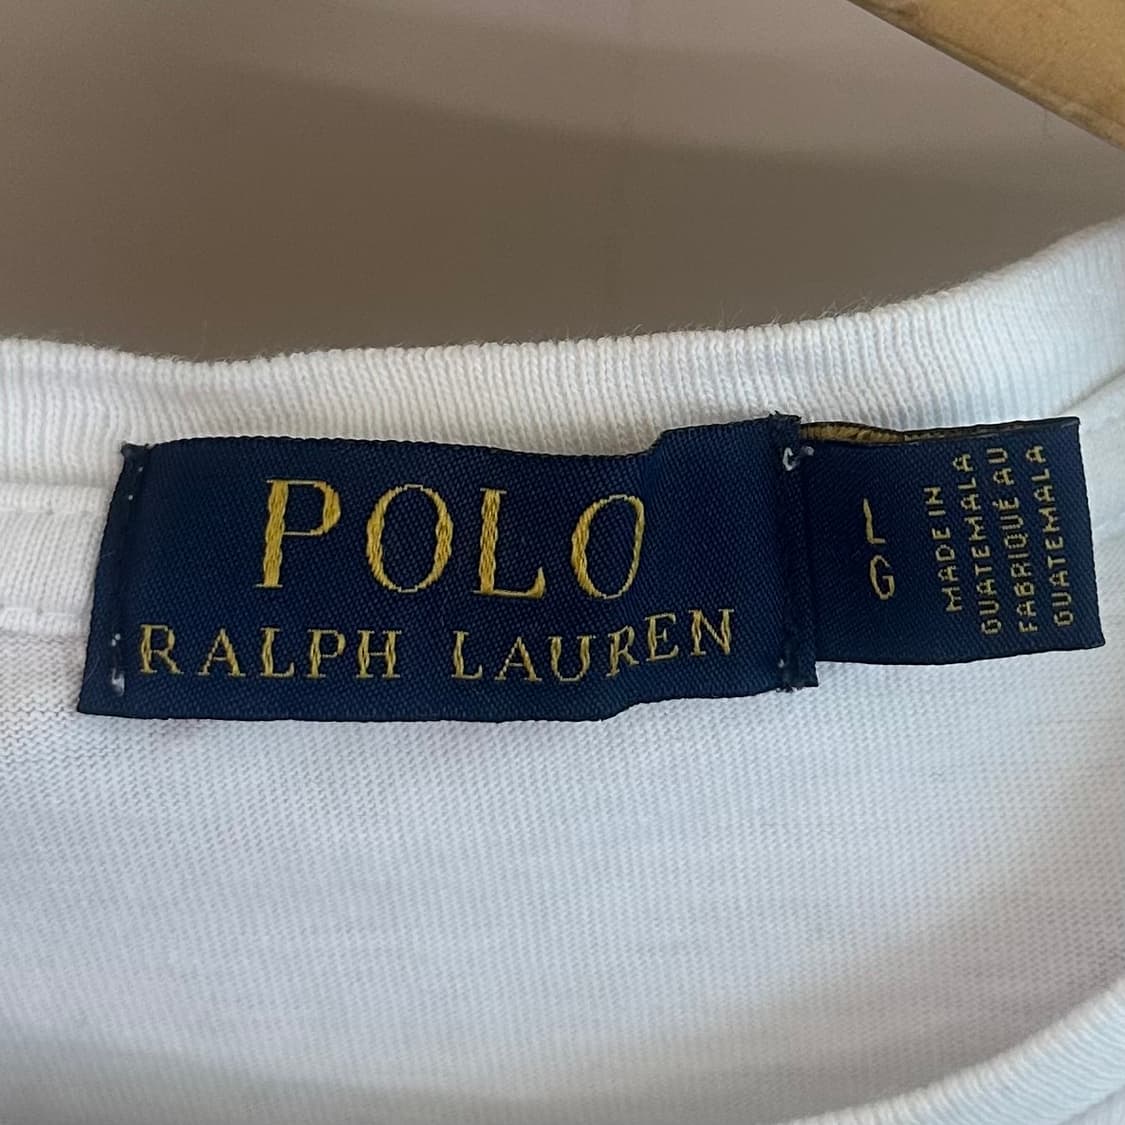 POLO
RALPH LAUREN
L
G
MADE IN
GUATEMALA
FABRIQUÉ AU
GUATEMALA